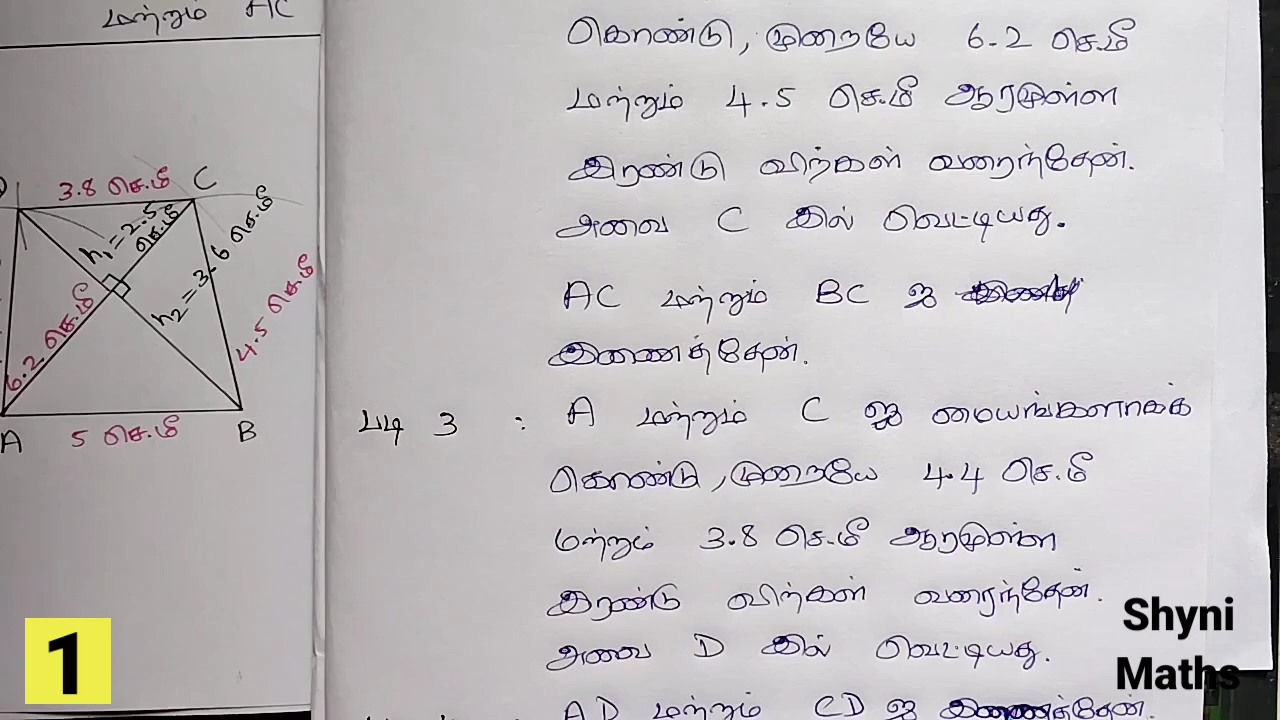 மற்றும் AC
3.8 செ.மீ C
h₁ = 2.5 செ.மீ
h₂ = 3.6 செ.மீ
6.2 செ.மீ
4.5 செ.மீ
A 5 செ.மீ B
கொண்டு, முறையே 6.2 செ.மீ
மற்றும் 4.5 செ.மீ ஆரமுள்ள
இரண்டு விற்கள் வரைந்தேன்.
அவை C இல் வெட்டியது.
AC மற்றும் BC ஐ
இணைத்தேன்.
படி 3 : A மற்றும் C ஐ மையங்களாகக்
கொண்டு, முறையே 4.4 செ.மீ
மற்றும் 3.8 செ.மீ ஆரமுள்ள
இரண்டு விற்கள் வரைந்தேன்.
அவை D இல் வெட்டியது.
AD மற்றும் CD ஐ இணைத்தேன்.
1
Shyni
Maths